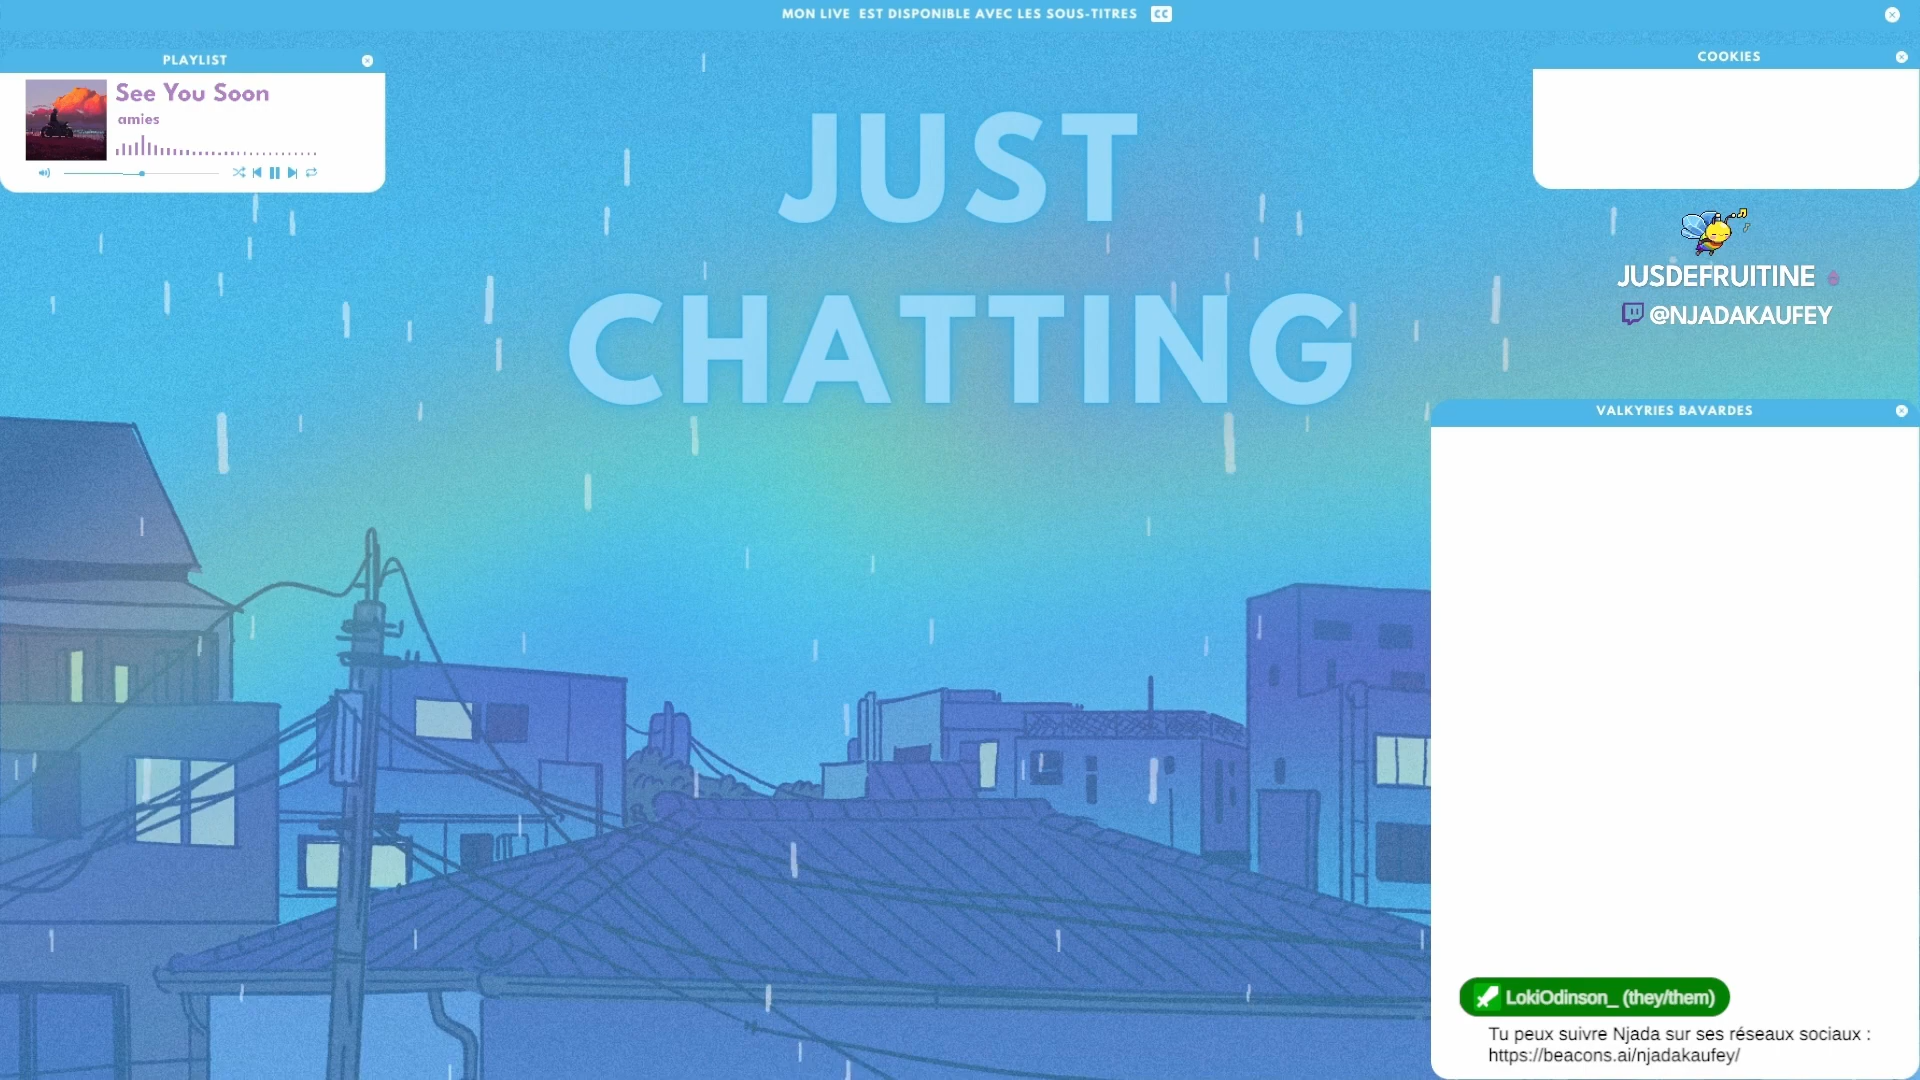 MON LIVE EST DISPONIBLE AVEC LES SOUS-TITRES CC
PLAYLIST
See You Soon
amies
COOKIES
JUST
CHATTING
JUSDEFRUITINE
@NJADAKAUFEY
VALKYRIES BAVARDES
LokiOdinson_ (they/them)
Tu peux suivre Njada sur ses réseaux sociaux :
https://beacons.ai/njadakaufey/